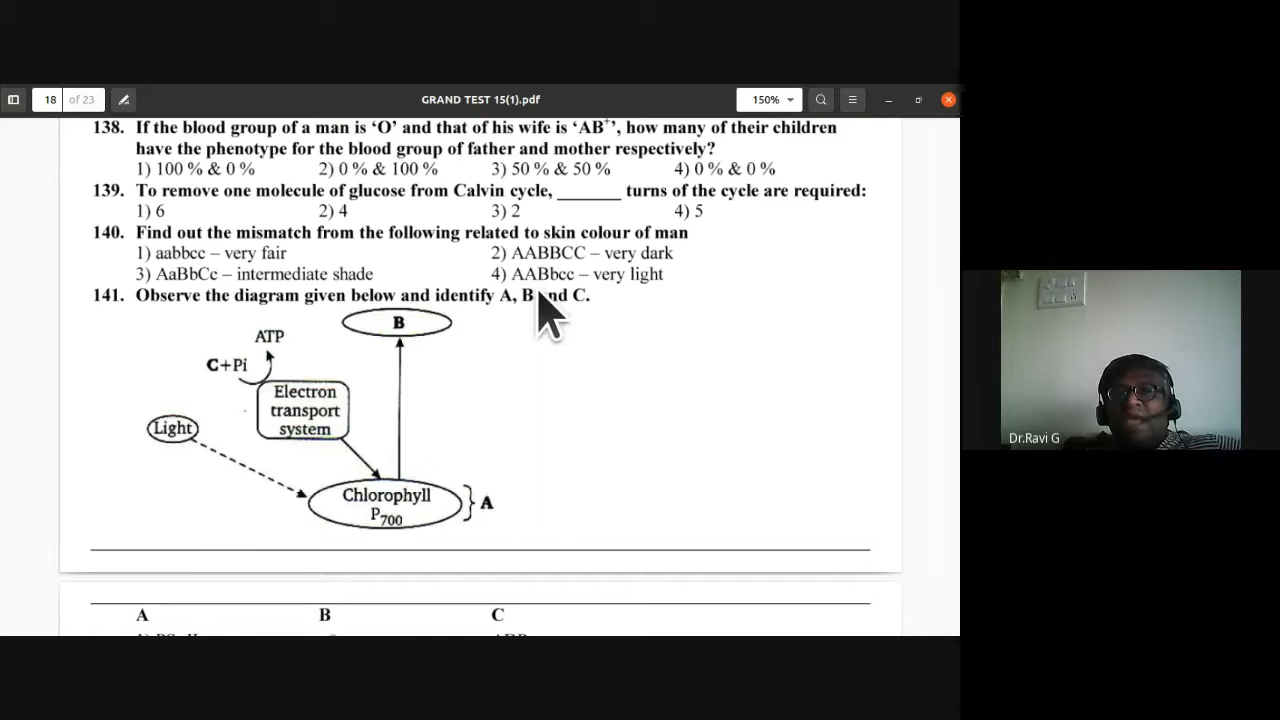 18 of 23
GRAND TEST 15(1).pdf
150%
138. If the blood group of a man is ‘O’ and that of his wife is ‘AB⁺’, how many of their children
have the phenotype for the blood group of father and mother respectively?
1) 100 % & 0 % 2) 0 % & 100 % 3) 50 % & 50 % 4) 0 % & 0 %
139. To remove one molecule of glucose from Calvin cycle, _______ turns of the cycle are required:
1) 6 2) 4 3) 2 4) 5
140. Find out the mismatch from the following related to skin colour of man
1) aabbcc – very fair 2) AABBCC – very dark
3) AaBbCc – intermediate shade 4) AABbcc – very light
141. Observe the diagram given below and identify A, B and C.
B
ATP
C+Pi
Electron
transport
system
Light
Chlorophyll
P₇₀₀
A
A B C
Dr.Ravi G